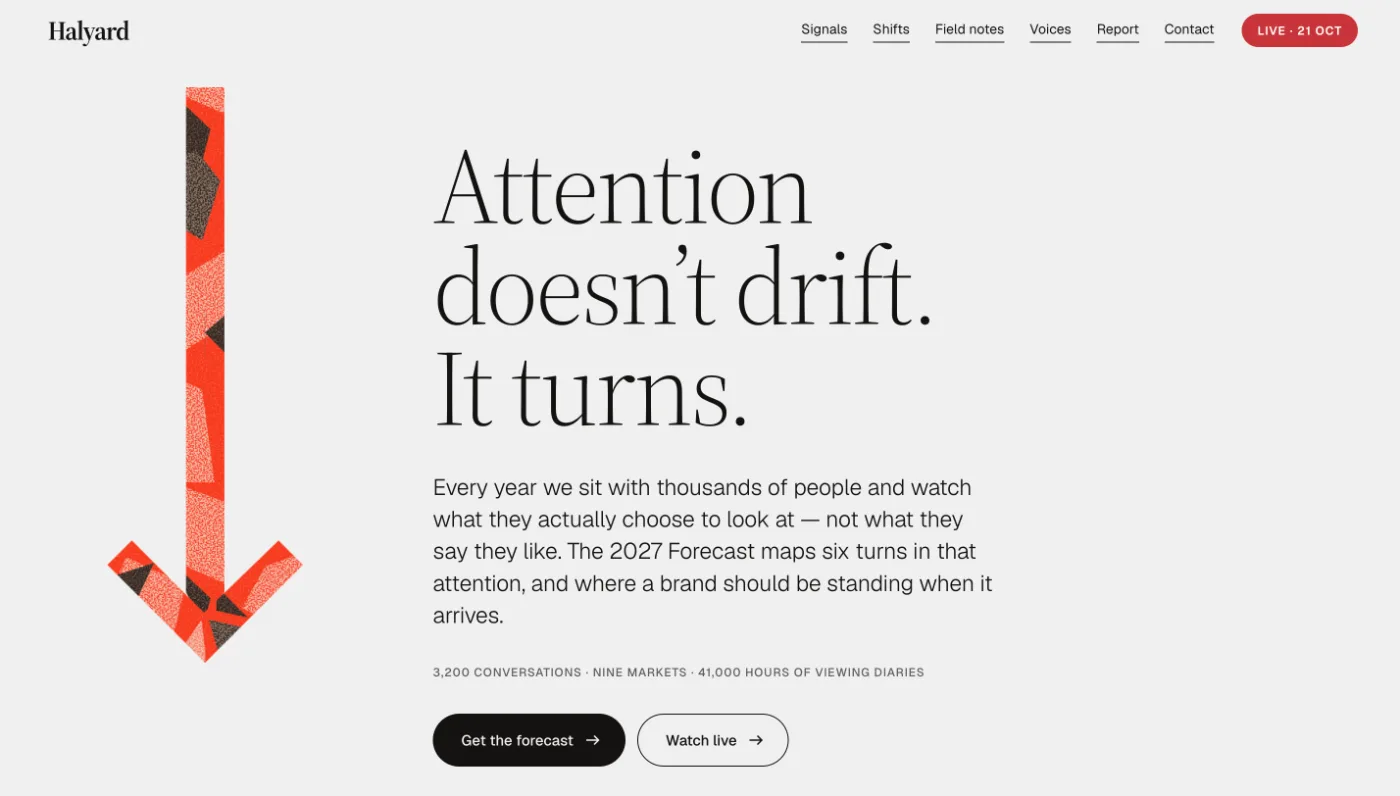 Halyard
Signals
Shifts
Field notes
Voices
Report
Contact
LIVE · 21 OCT
Attention
doesn’t drift.
It turns.
Every year we sit with thousands of people and watch
what they actually choose to look at — not what they
say they like. The 2027 Forecast maps six turns in that
attention, and where a brand should be standing when it
arrives.
3,200 CONVERSATIONS · NINE MARKETS · 41,000 HOURS OF VIEWING DIARIES
Get the forecast →
Watch live →